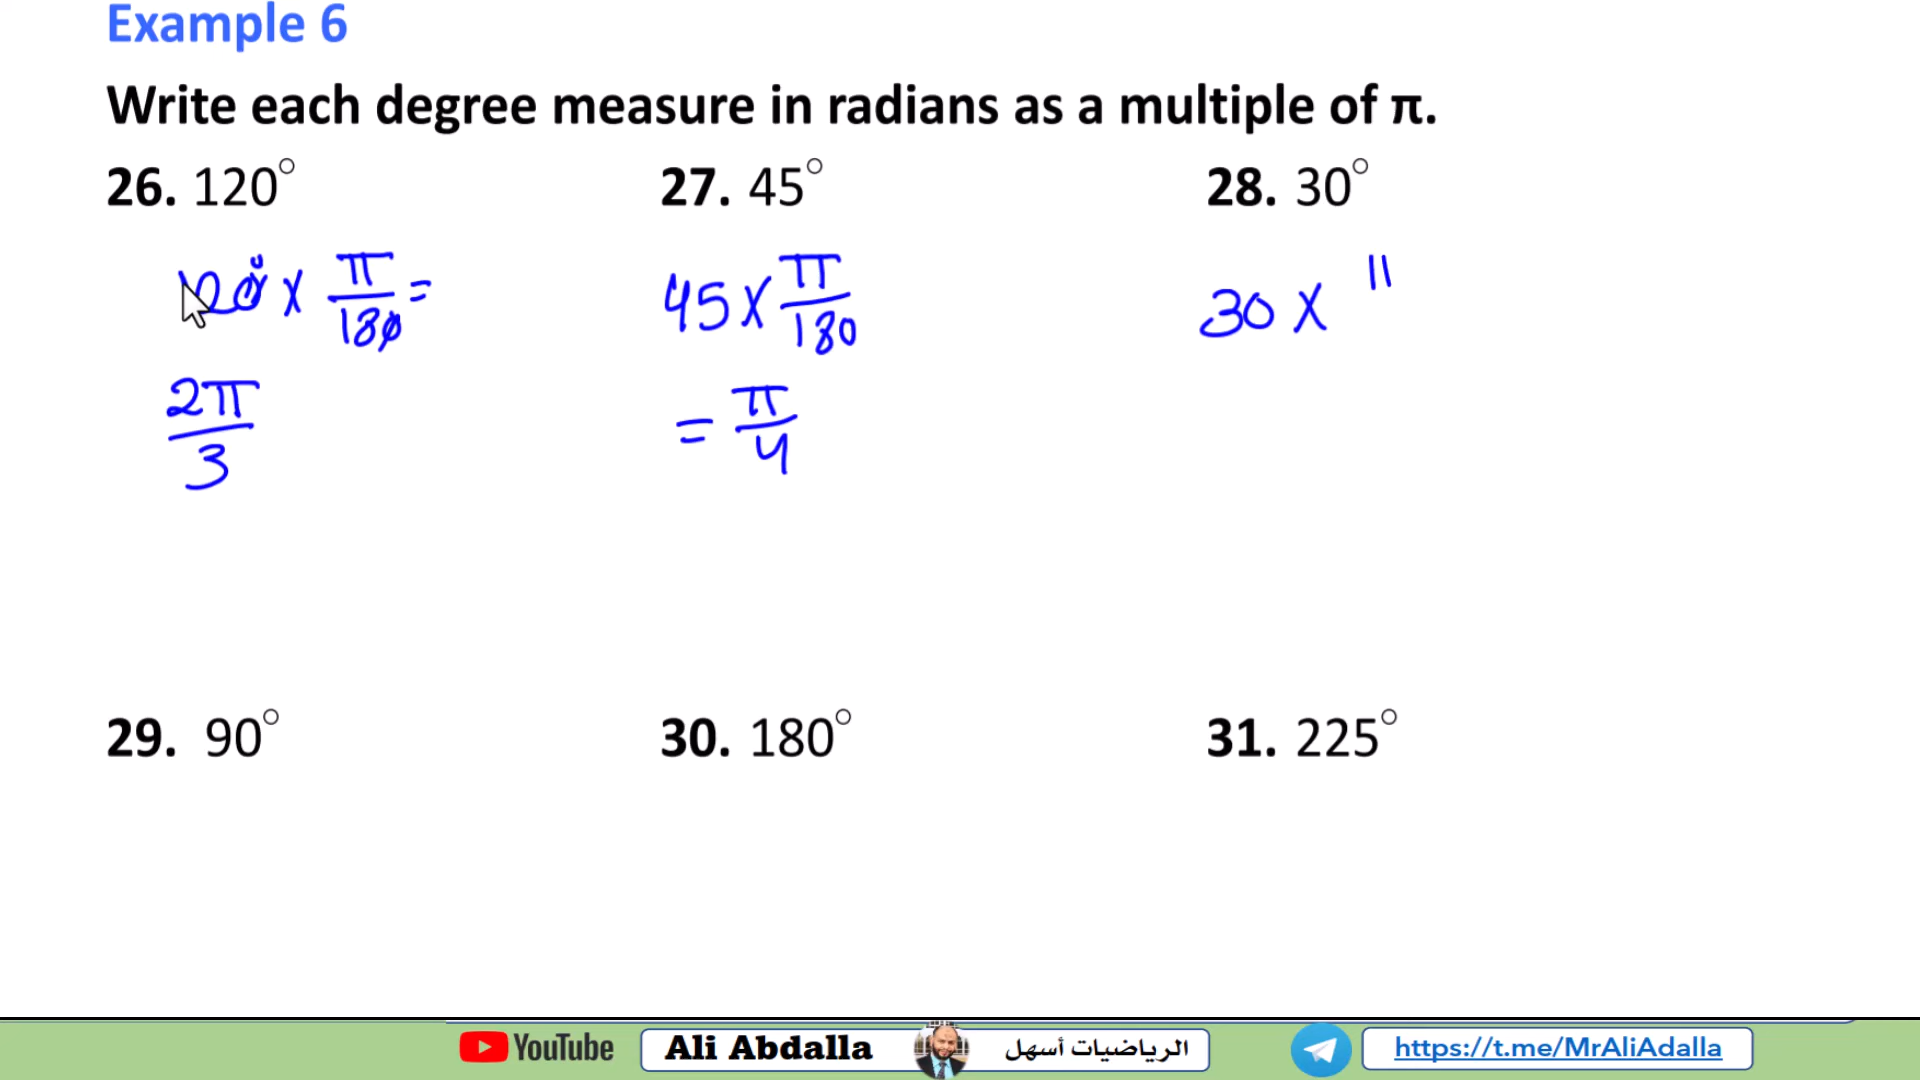 Example 6
Write each degree measure in radians as a multiple of π.
26. 120°
27. 45°
28. 30°
120 x π/180 =
45 x π/180
30 x
2π/3
= π/4
29. 90°
30. 180°
31. 225°
YouTube
Ali Abdalla
الرياضيات أسهل
https://t.me/MrAliAdalla